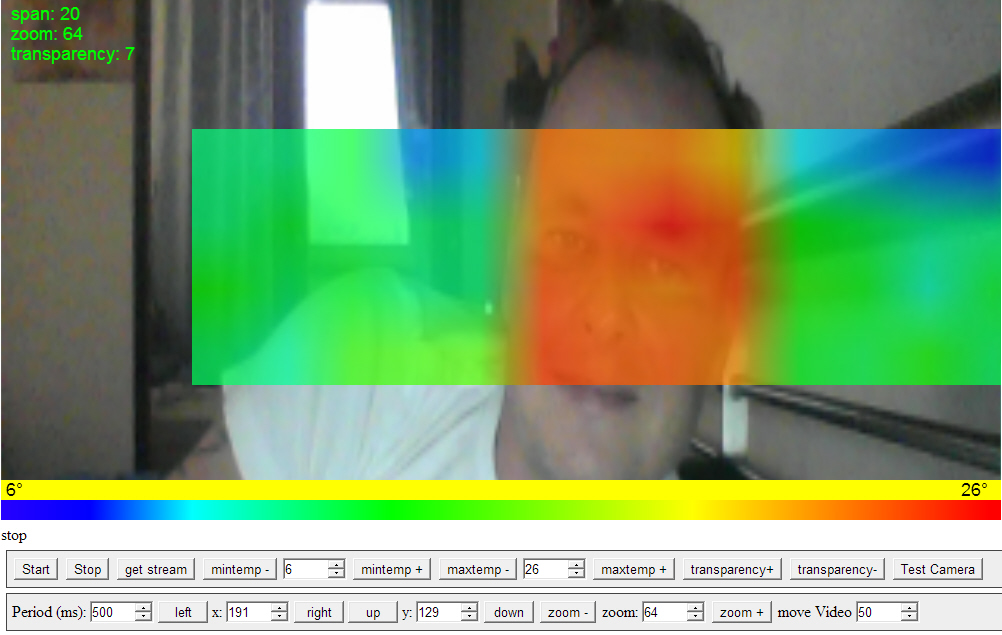 span: 20
zoom: 64
transparency: 7
6° 26°
stop
Start Stop get stream mintemp - 6 mintemp + maxtemp - 26 maxtemp + transparency+ transparency- Test Camera
Period (ms): 500 left x: 191 right up y: 129 down zoom - zoom: 64 zoom + move Video 50